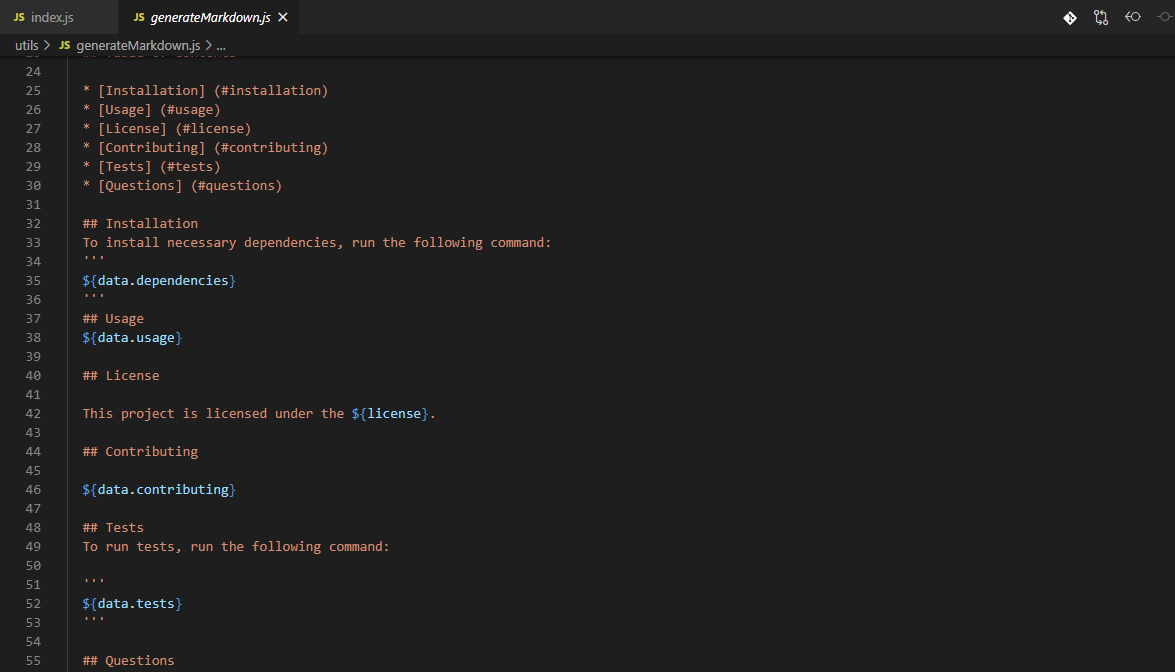 JS index.js
JS generateMarkdown.js ×
utils > JS generateMarkdown.js > ...
24
25 * [Installation] (#installation)
26 * [Usage] (#usage)
27 * [License] (#license)
28 * [Contributing] (#contributing)
29 * [Tests] (#tests)
30 * [Questions] (#questions)
31
32 ## Installation
33 To install necessary dependencies, run the following command:
34 '''
35 ${data.dependencies}
36 '''
37 ## Usage
38 ${data.usage}
39
40 ## License
41
42 This project is licensed under the ${license}.
43
44 ## Contributing
45
46 ${data.contributing}
47
48 ## Tests
49 To run tests, run the following command:
50
51 '''
52 ${data.tests}
53 '''
54
55 ## Questions